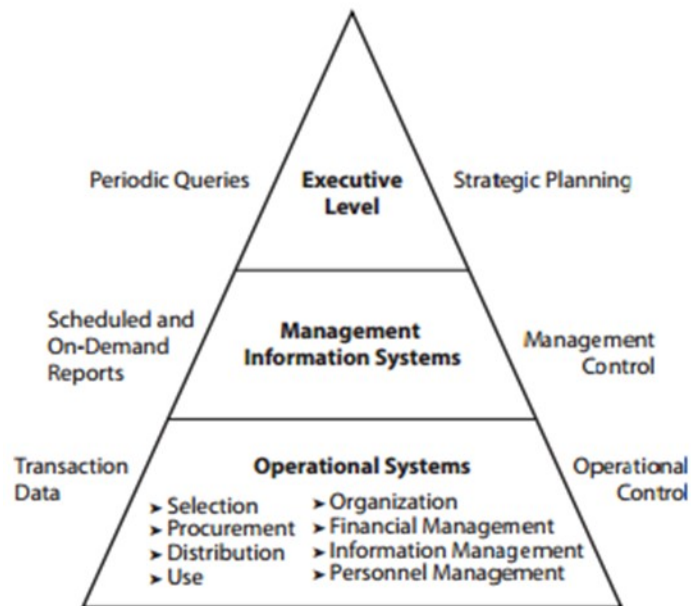 Periodic Queries
Executive
Level
Strategic Planning
Scheduled and
On-Demand
Reports
Management
Information Systems
Management
Control
Transaction
Data
Operational Systems
➤ Selection
➤ Procurement
➤ Distribution
➤ Use
➤ Organization
➤ Financial Management
➤ Information Management
➤ Personnel Management
Operational
Control